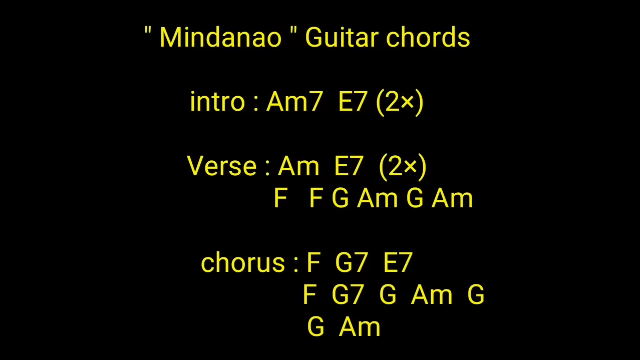 " Mindanao " Guitar chords
intro : Am7 E7 (2×)
Verse : Am E7 (2×)
F F G Am G Am
chorus : F G7 E7
F G7 G Am G
G Am